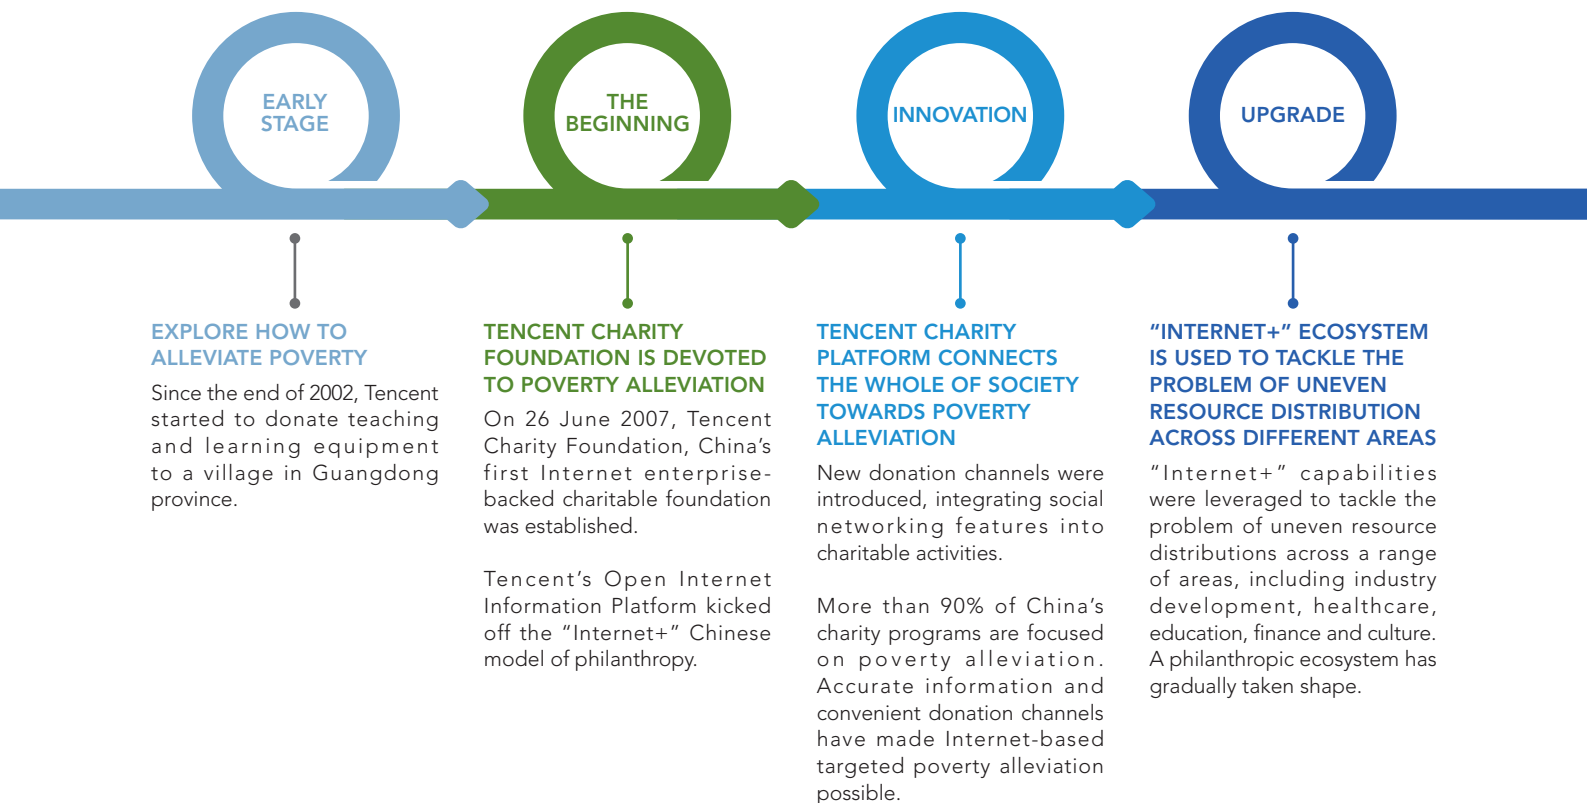 EARLY
STAGE
THE
BEGINNING
INNOVATION
UPGRADE
EXPLORE HOW TO
ALLEVIATE POVERTY
Since the end of 2002, Tencent
started to donate teaching
and learning equipment
to a village in Guangdong
province.
TENCENT CHARITY
FOUNDATION IS DEVOTED
TO POVERTY ALLEVIATION
On 26 June 2007, Tencent
Charity Foundation, China’s
first Internet enterprise-
backed charitable foundation
was established.
Tencent’s Open Internet
Information Platform kicked
off the “Internet+” Chinese
model of philanthropy.
TENCENT CHARITY
PLATFORM CONNECTS
THE WHOLE OF SOCIETY
TOWARDS POVERTY
ALLEVIATION
New donation channels were
introduced, integrating social
networking features into
charitable activities.
More than 90% of China’s
charity programs are focused
on poverty alleviation.
Accurate information and
convenient donation channels
have made Internet-based
targeted poverty alleviation
possible.
“INTERNET+” ECOSYSTEM
IS USED TO TACKLE THE
PROBLEM OF UNEVEN
RESOURCE DISTRIBUTION
ACROSS DIFFERENT AREAS
“Internet+” capabilities
were leveraged to tackle the
problem of uneven resource
distributions across a range
of areas, including industry
development, healthcare,
education, finance and culture.
A philanthropic ecosystem has
gradually taken shape.